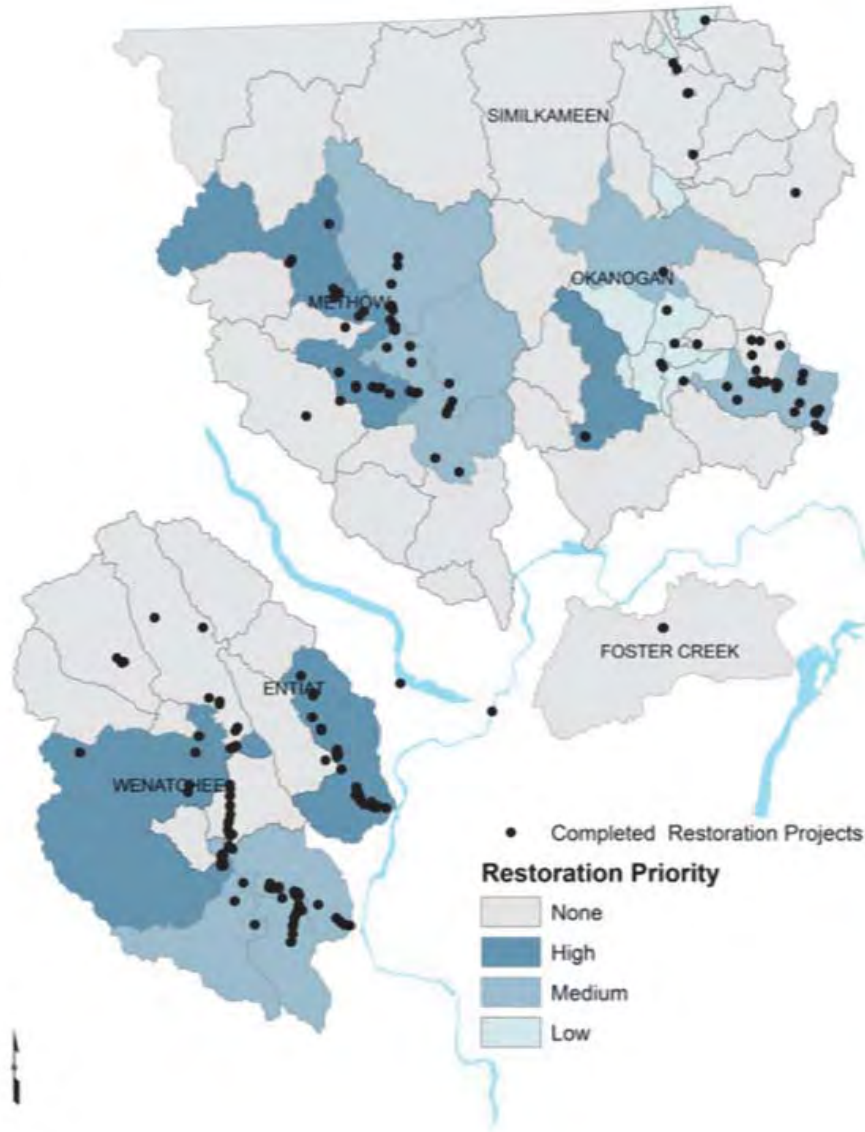 SIMILKAMEEN
OKANOGAN
METHOW
FOSTER CREEK
ENTIAT
WENATCHEE
Completed Restoration Projects
Restoration Priority
None
High
Medium
Low